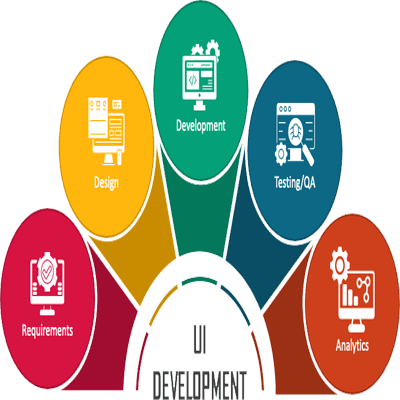 Development
Design
Testing/QA
Requirements
Analytics
UI
DEVELOPMENT